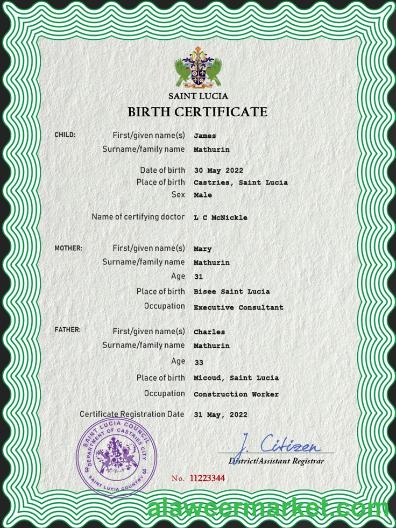 SAINT LUCIA
BIRTH CERTIFICATE
CHILD: First/given name(s) James
Surname/family name Mathurin
Date of birth 30 May 2022
Place of birth Castries, Saint Lucia
Sex Male
Name of certifying doctor L C McNickle
MOTHER: First/given name(s) Mary
Surname/family name Mathurin
Age 31
Place of birth Bisee Saint Lucia
Occupation Executive Consultant
FATHER: First/given name(s) Charles
Surname/family name Mathurin
Age 33
Place of birth Micoud, Saint Lucia
Occupation Construction Worker
Certificate Registration Date 31 May, 2022
SAINT LUCIA COUNCIL
DEPARTMENT OF CASTRIES CITY
SAINT LUCIA COUNTRY
J. Citizen
District/Assistant Registrar
No. 11223344
alaweermarket.com